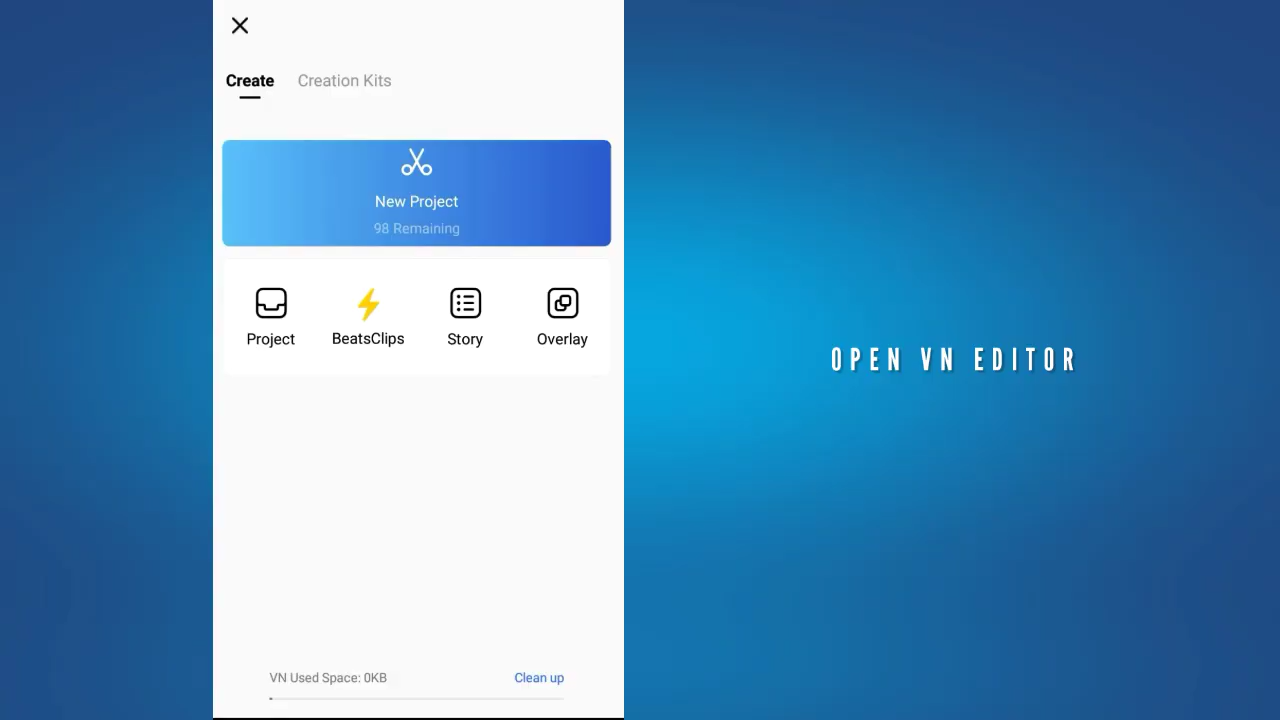 Create Creation Kits
New Project
98 Remaining
Project BeatsClips Story Overlay
OPEN VN EDITOR
VN Used Space: 0KB Clean up